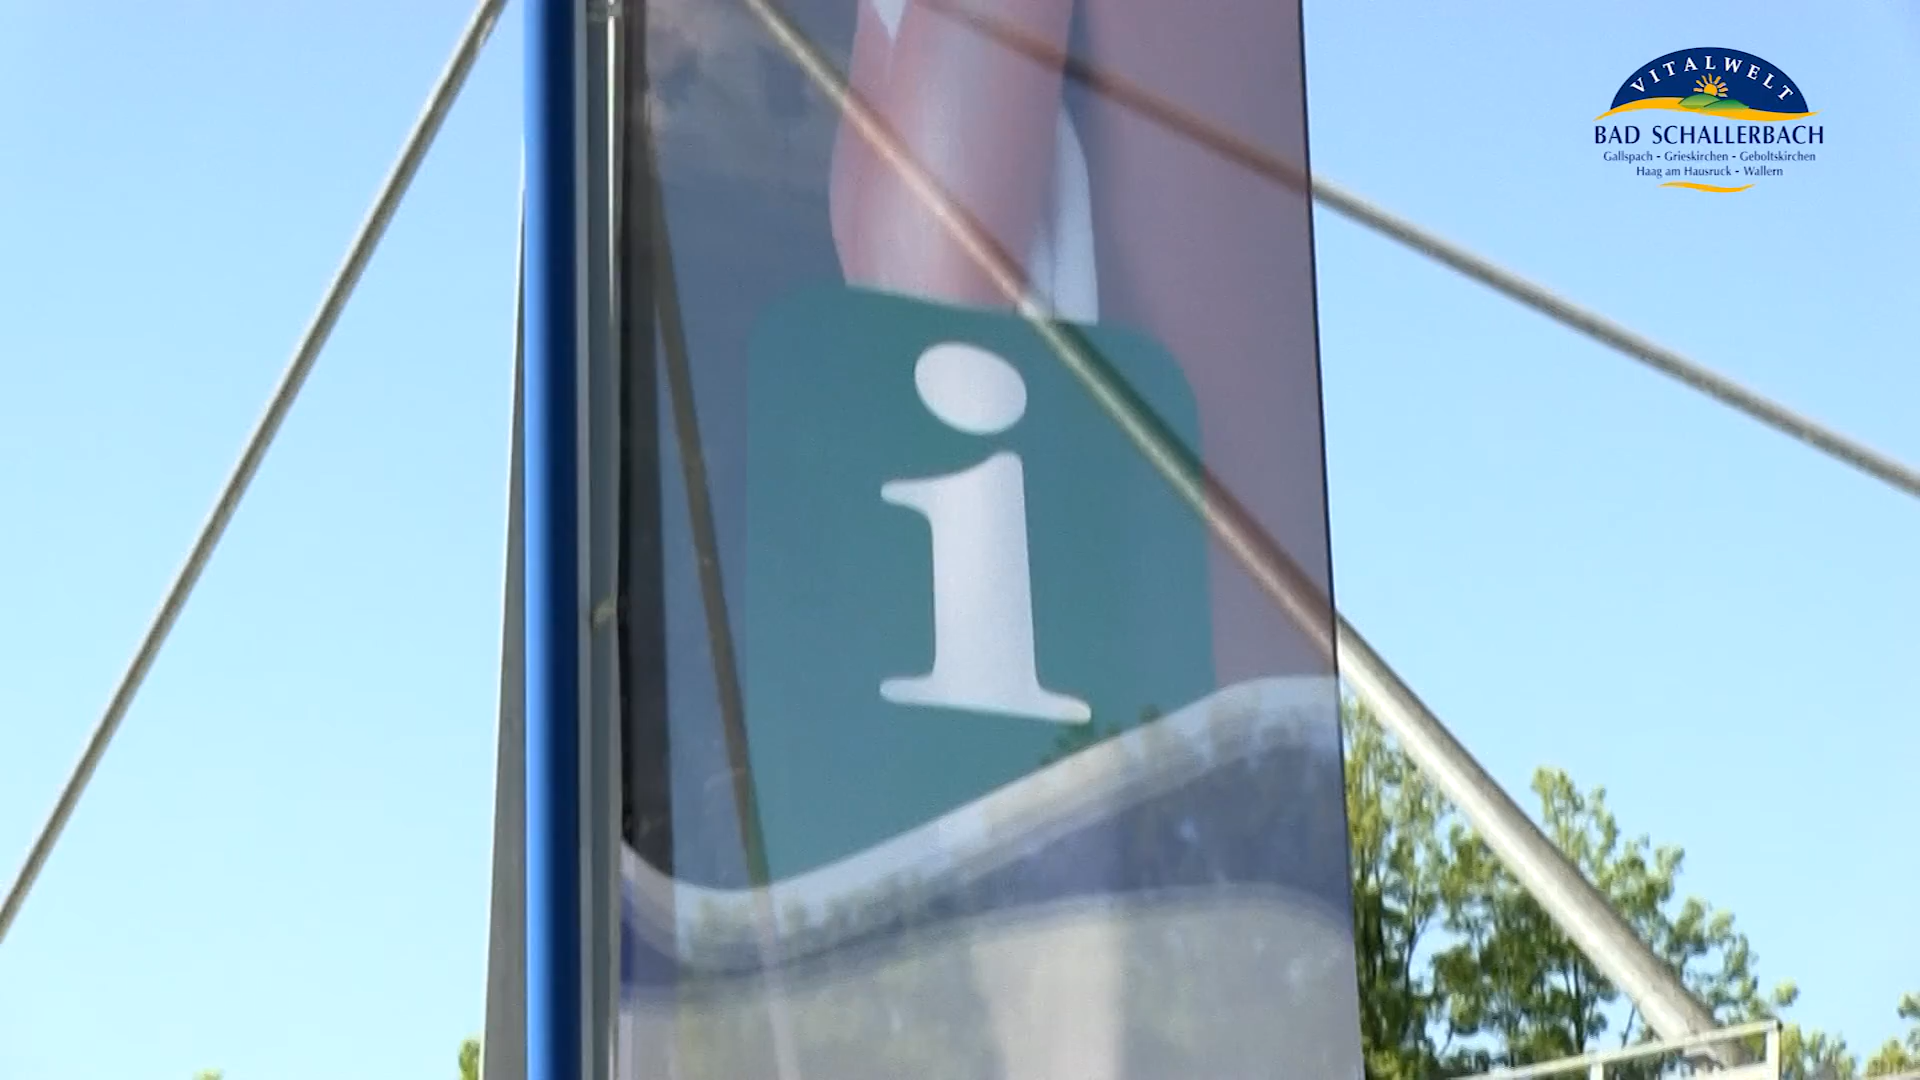 VITALWELT
BAD SCHALLERBACH
Gallspach - Grieskirchen - Geboltskirchen
Haag am Hausruck - Wallern
i